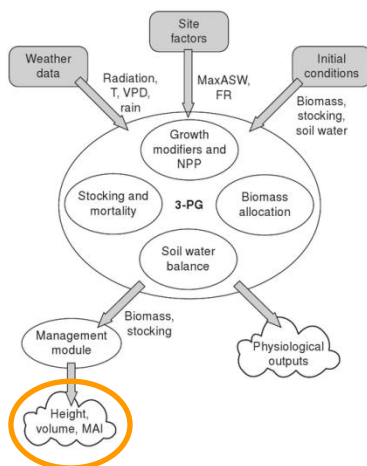 Site
factors
Weather
data
Initial
conditions
Radiation,
T, VPD,
rain
MaxASW,
FR
Biomass,
stocking,
soil water
Growth
modifiers and
NPP
Stocking and
mortality
3-PG
Biomass
allocation
Soil water
balance
Biomass,
stocking
Management
module
Physiological
outputs
Height,
volume, MAI